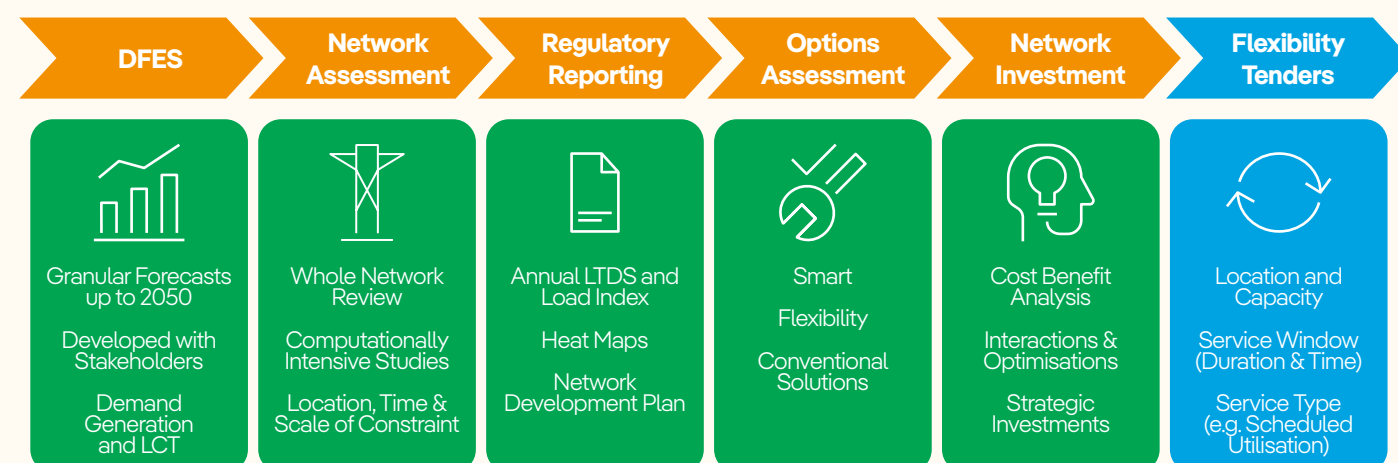 DFES
Network
Assessment
Regulatory
Reporting
Options
Assessment
Network
Investment
Flexibility
Tenders
Granular Forecasts
up to 2050
Developed with
Stakeholders
Demand
Generation
and LCT
Whole Network
Review
Computationally
Intensive Studies
Location, Time &
Scale of Constraint
Annual LTDS and
Load Index
Heat Maps
Network
Development Plan
Smart
Flexibility
Conventional
Solutions
Cost Benefit
Analysis
Interactions &
Optimisations
Strategic
Investments
Location and
Capacity
Service Window
(Duration & Time)
Service Type
(e.g. Scheduled
Utilisation)